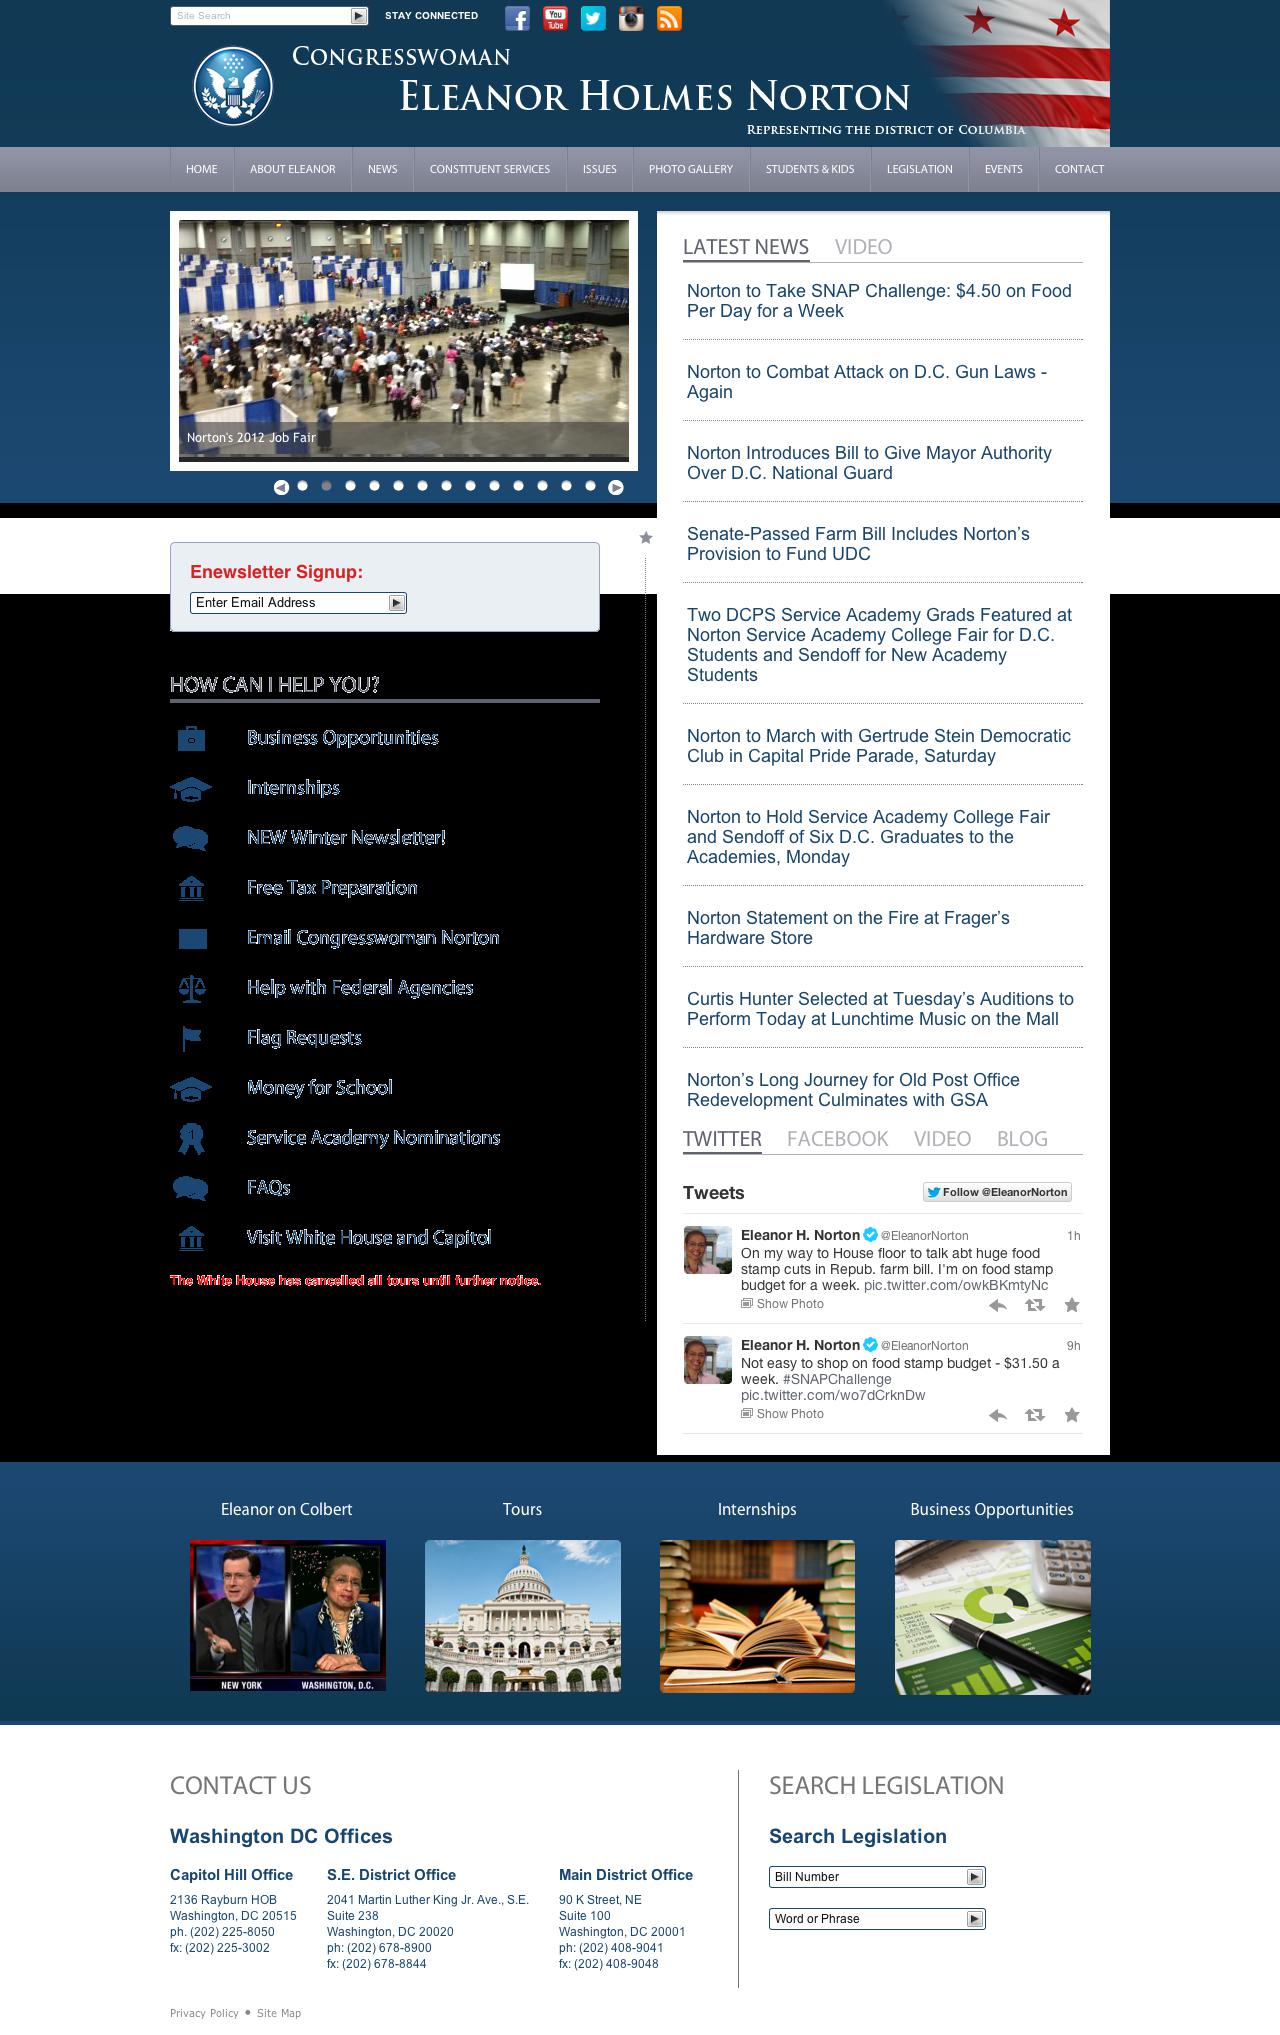 Site Search
STAY CONNECTED
You
Tube
CONGRESSWOMAN
ELEANOR HOLMES NORTON
REPRESENTING THE DISTRICT OF COLUMBIA
HOME
ABOUT ELEANOR
NEWS
CONSTITUENT SERVICES
ISSUES
PHOTO GALLERY
STUDENTS & KIDS
LEGISLATION
EVENTS
CONTACT
Norton's 2012 Job Fair
Enewsletter Signup:
Enter Email Address
HOW CAN I HELP YOU?
Business Opportunities
Internships
NEW Winter Newsletter!
Free Tax Preparation
Email Congresswoman Norton
Help with Federal Agencies
Flag Requests
Money for School
1
Service Academy Nominations
FAQs
Visit White House and Capitol
The White House has cancelled all tours until further notice.
LATEST NEWS
VIDEO
Norton to Take SNAP Challenge: $4.50 on Food
Per Day for a Week
Norton to Combat Attack on D.C. Gun Laws -
Again
Norton Introduces Bill to Give Mayor Authority
Over D.C. National Guard
Senate-Passed Farm Bill Includes Norton's
Provision to Fund UDC
Two DCPS Service Academy Grads Featured at
Norton Service Academy College Fair for D.C.
Students and Sendoff for New Academy
Students
Norton to March with Gertrude Stein Democratic
Club in Capital Pride Parade, Saturday
Norton to Hold Service Academy College Fair
and Sendoff of Six D.C. Graduates to the
Academies, Monday
Norton Statement on the Fire at Frager's
Hardware Store
Curtis Hunter Selected at Tuesday's Auditions to
Perform Today at Lunchtime Music on the Mall
Norton's Long Journey for Old Post Office
Redevelopment Culminates with GSA
TWITTER
FACEBOOK
VIDEO
BLOG
Tweets
Follow @EleanorNorton
Eleanor H. Norton @EleanorNorton 1h
On my way to House floor to talk abt huge food
stamp cuts in Repub. farm bill. I'm on food stamp
budget for a week. pic.twitter.com/owkBKmtyNc
Show Photo
Eleanor H. Norton @EleanorNorton 9h
Not easy to shop on food stamp budget - $31.50 a
week. #SNAPChallenge
pic.twitter.com/wo7dCrknDw
Show Photo
Eleanor on Colbert
Tours
Internships
Business Opportunities
NEW YORK
WASHINGTON, D.C.
CONTACT US
Washington DC Offices
Capitol Hill Office
2136 Rayburn HOB
Washington, DC 20515
ph. (202) 225-8050
fx: (202) 225-3002
S.E. District Office
2041 Martin Luther King Jr. Ave., S.E.
Suite 238
Washington, DC 20020
ph: (202) 678-8900
fx: (202) 678-8844
Main District Office
90 K Street, NE
Suite 100
Washington, DC 20001
ph: (202) 408-9041
fx: (202) 408-9048
SEARCH LEGISLATION
Search Legislation
Bill Number
Word or Phrase
Privacy Policy • Site Map